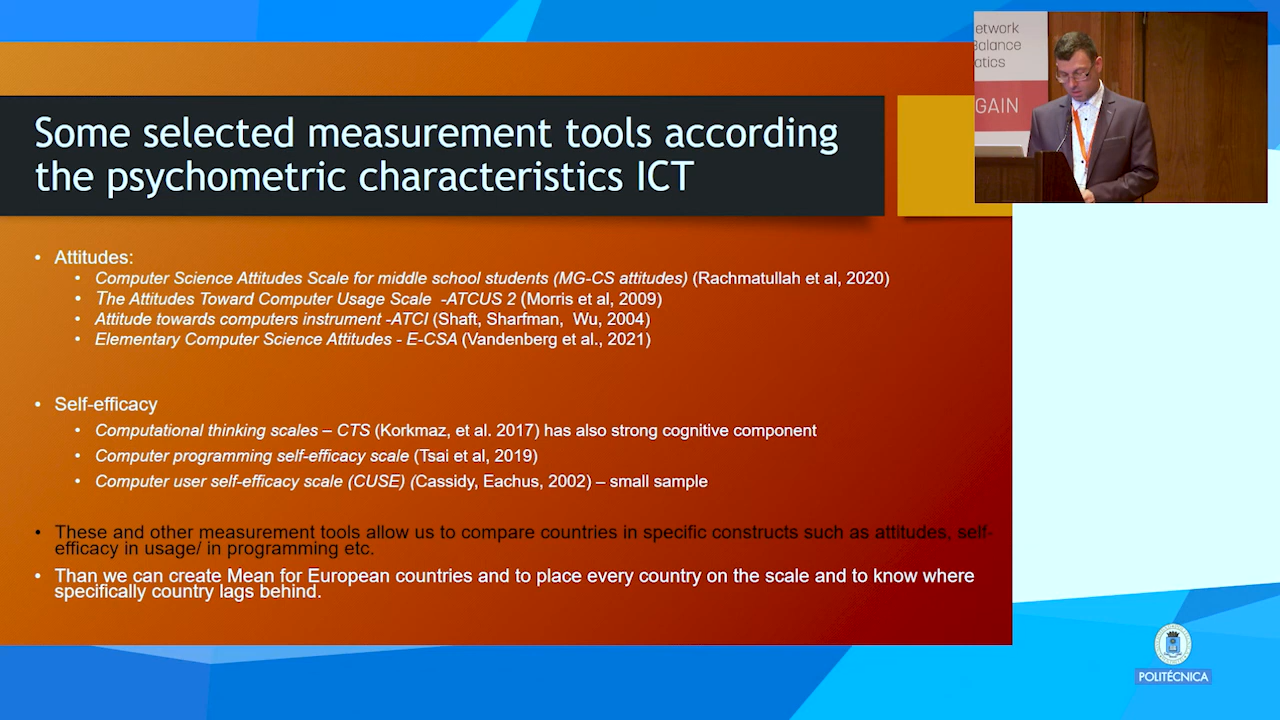 etwork
Balance
atics
GAIN
Some selected measurement tools according
the psychometric characteristics ICT
• Attitudes:
• Computer Science Attitudes Scale for middle school students (MG-CS attitudes) (Rachmatullah et al, 2020)
• The Attitudes Toward Computer Usage Scale -ATCUS 2 (Morris et al, 2009)
• Attitude towards computers instrument -ATCI (Shaft, Sharfman, Wu, 2004)
• Elementary Computer Science Attitudes - E-CSA (Vandenberg et al., 2021)
• Self-efficacy
• Computational thinking scales – CTS (Korkmaz, et al. 2017) has also strong cognitive component
• Computer programming self-efficacy scale (Tsai et al, 2019)
• Computer user self-efficacy scale (CUSE) (Cassidy, Eachus, 2002) – small sample
• These and other measurement tools allow us to compare countries in specific constructs such as attitudes, self-
efficacy in usage/ in programming etc.
• Than we can create Mean for European countries and to place every country on the scale and to know where
specifically country lags behind.
POLITÉCNICA